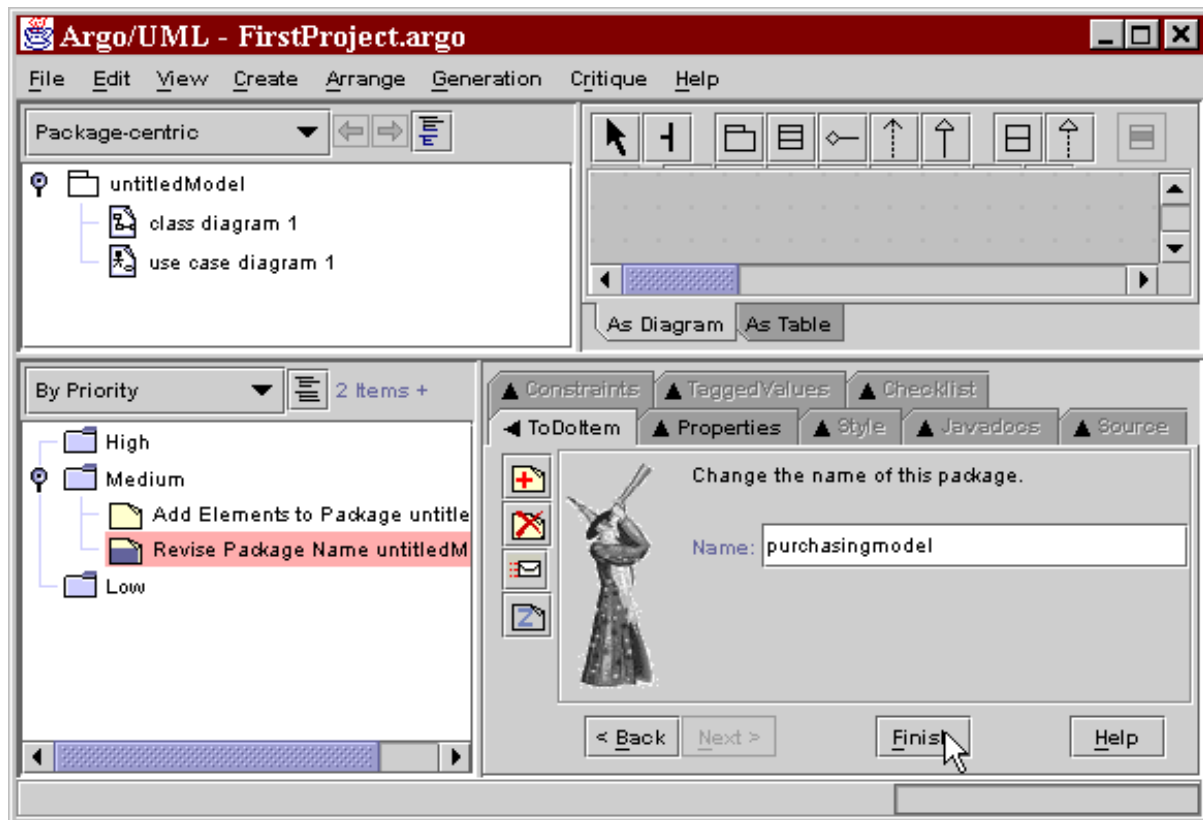 Argo/UML - FirstProject.argo
File Edit View Create Arrange Generation Critique Help
Package-centric
untitledModel
class diagram 1
use case diagram 1
As Diagram As Table
By Priority 2 Items +
High
Medium
Add Elements to Package untitle
Revise Package Name untitledM
Low
Constraints TaggedValues Checklist
ToDoItem Properties Style Javadocs Source
Change the name of this package.
Name: purchasingmodel
< Back Next > Finish Help